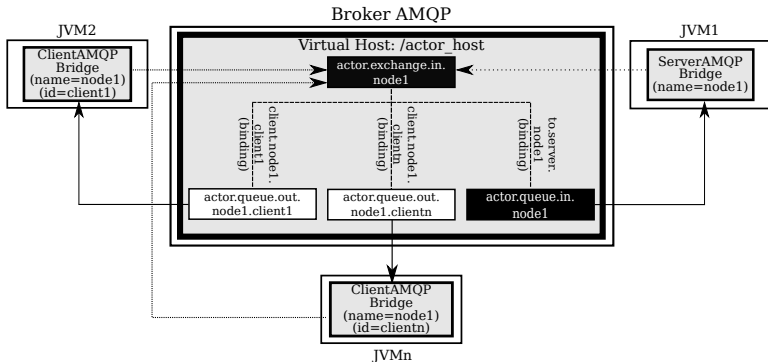 Broker AMQP
JVM2
ClientAMQP
Bridge
(name=node1)
(id=client1)
Virtual Host: /actor_host
actor.exchange.in.
node1
JVM1
ServerAMQP
Bridge
(name=node1)
client.node1.
client1
(binding)
client.node1.
clientn
(binding)
to.server.
node1
(binding)
actor.queue.out.
node1.client1
actor.queue.out.
node1.clientn
actor.queue.in.
node1
ClientAMQP
Bridge
(name=node1)
(id=clientn)
JVMn